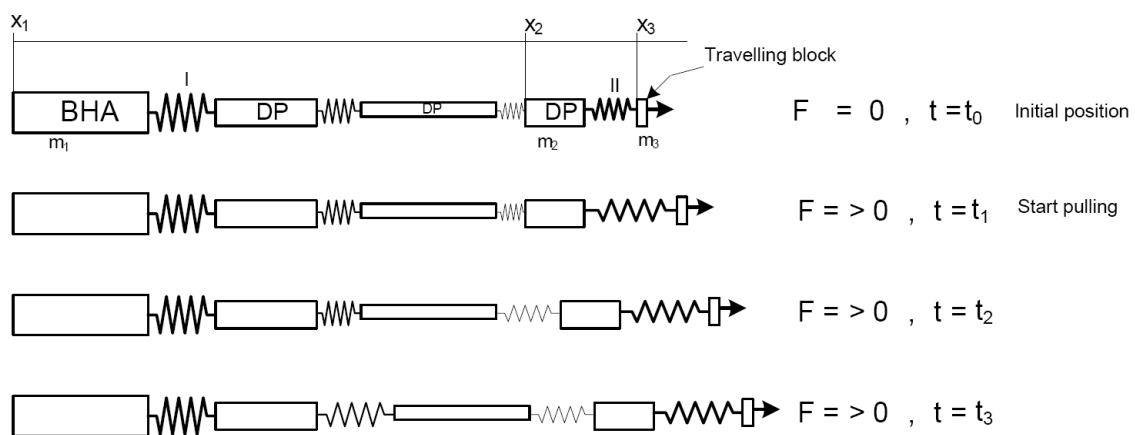 x₁ x₂ x₃
Travelling block
I II
BHA DP DP DP F = 0 , t = t₀ Initial position
m₁ m₂ m₃
F = > 0 , t = t₁ Start pulling
F = > 0 , t = t₂
F = > 0 , t = t₃